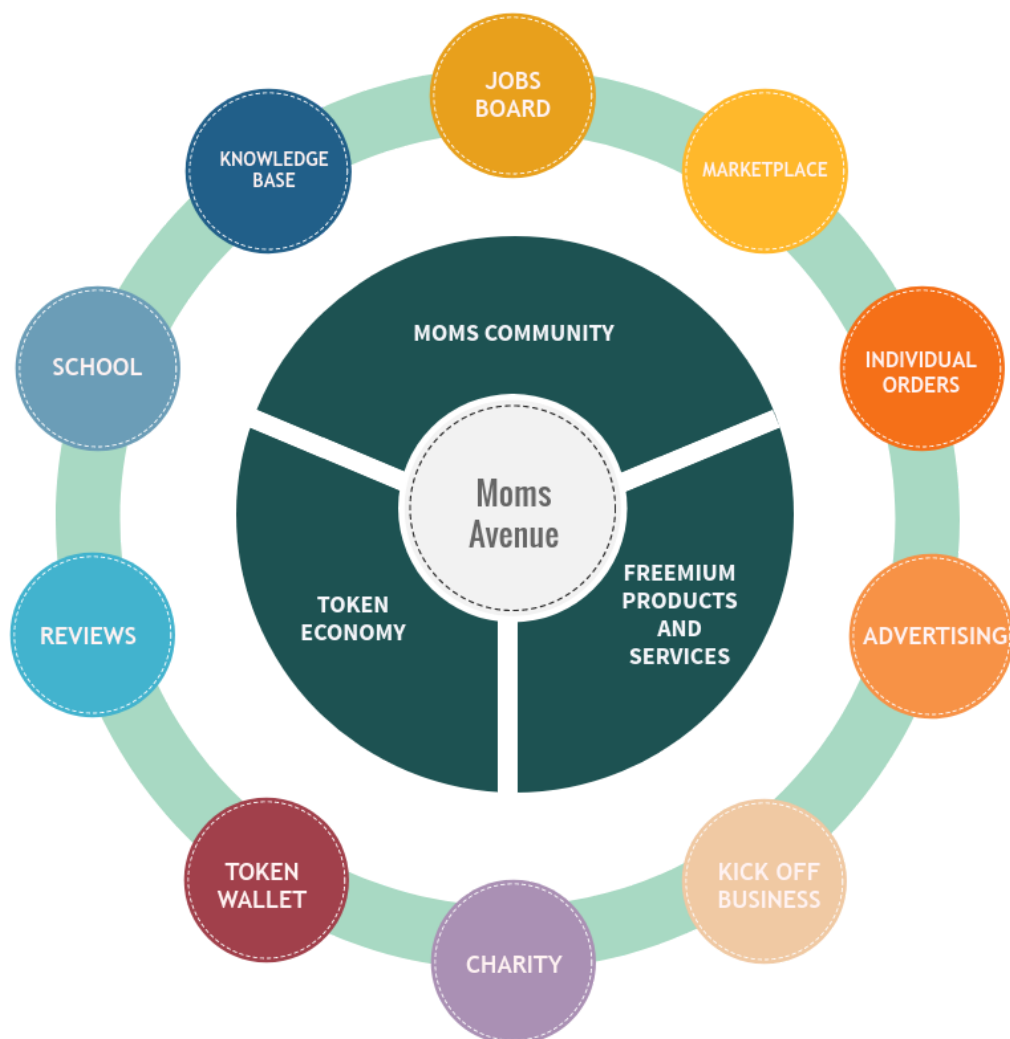 JOBS
BOARD
MARKETPLACE
INDIVIDUAL
ORDERS
ADVERTISING
KICK OFF
BUSINESS
CHARITY
TOKEN
WALLET
REVIEWS
SCHOOL
KNOWLEDGE
BASE
MOMS COMMUNITY
FREEMIUM
PRODUCTS
AND
SERVICES
TOKEN
ECONOMY
Moms
Avenue